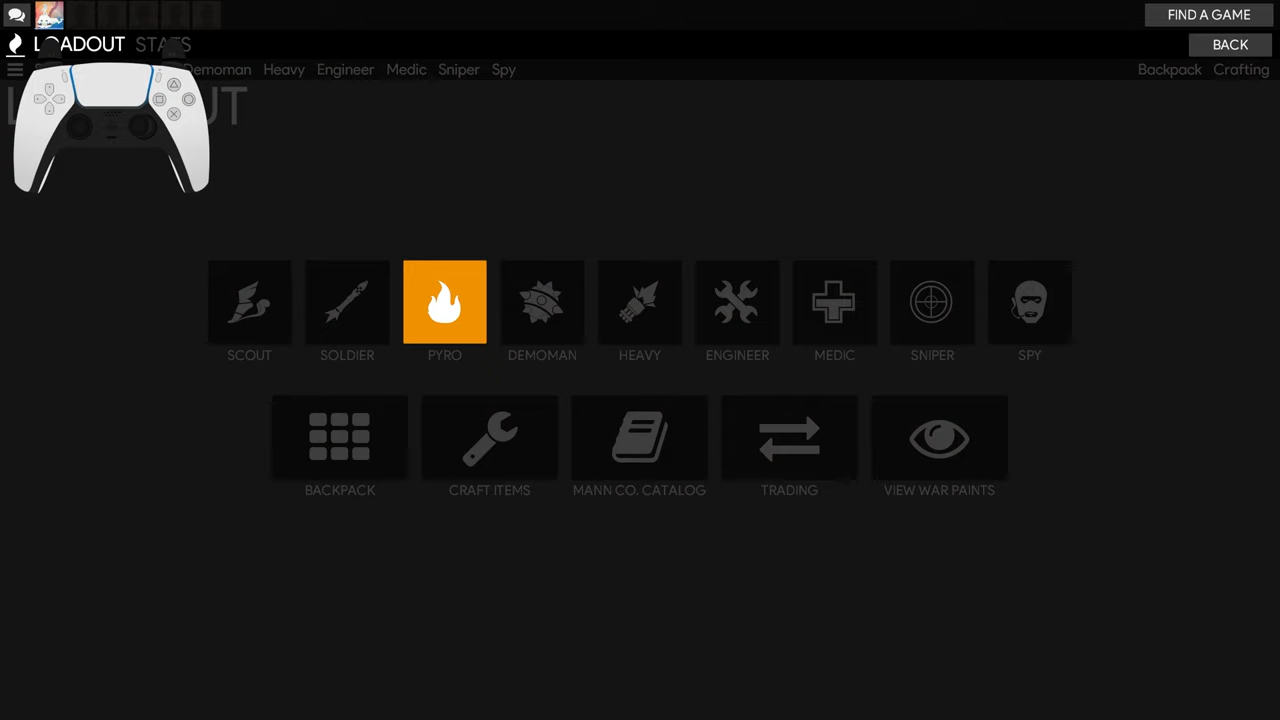 FIND A GAME
LOADOUT STATS
BACK
Demoman Heavy Engineer Medic Sniper Spy
Backpack Crafting
SCOUT SOLDIER PYRO DEMOMAN HEAVY ENGINEER MEDIC SNIPER SPY
BACKPACK CRAFT ITEMS MANN CO. CATALOG TRADING VIEW WAR PAINTS